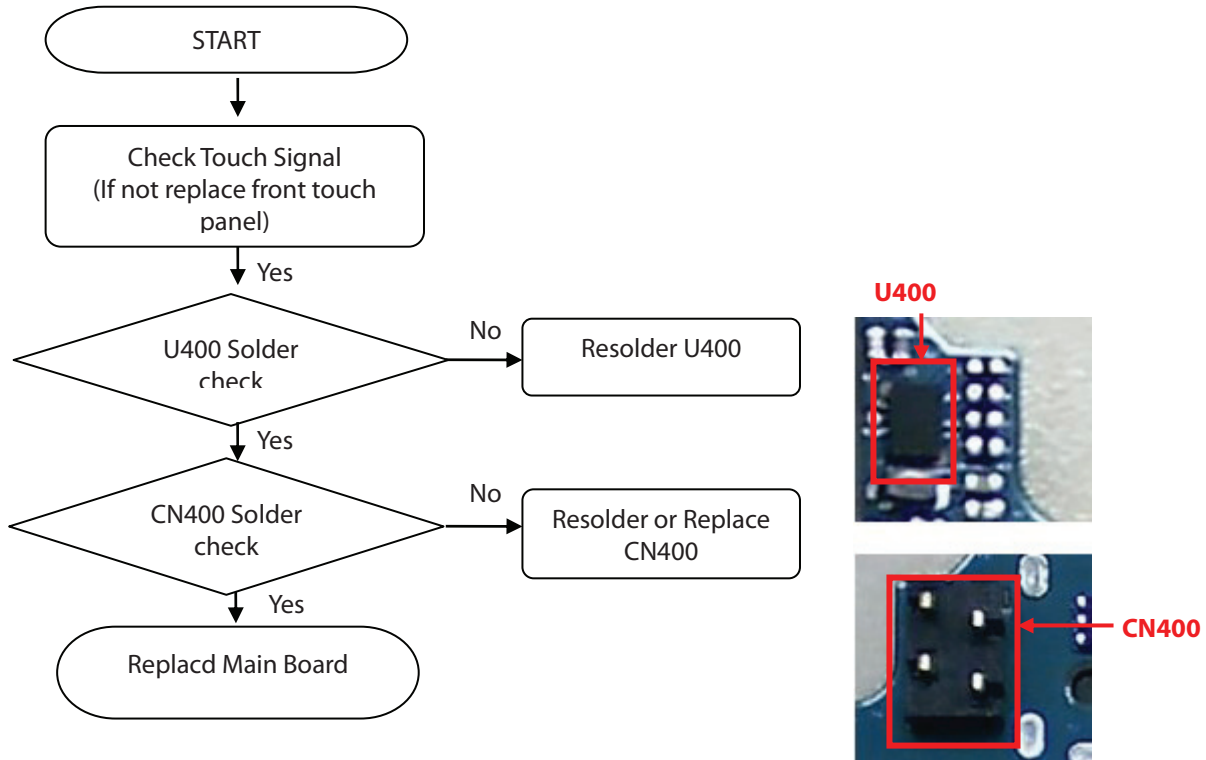 START
Check Touch Signal
(If not replace front touch
panel)
Yes
U400 Solder
check
No
Resolder U400
Yes
CN400 Solder
check
No
Resolder or Replace
CN400
Yes
Replacd Main Board
U400
CN400